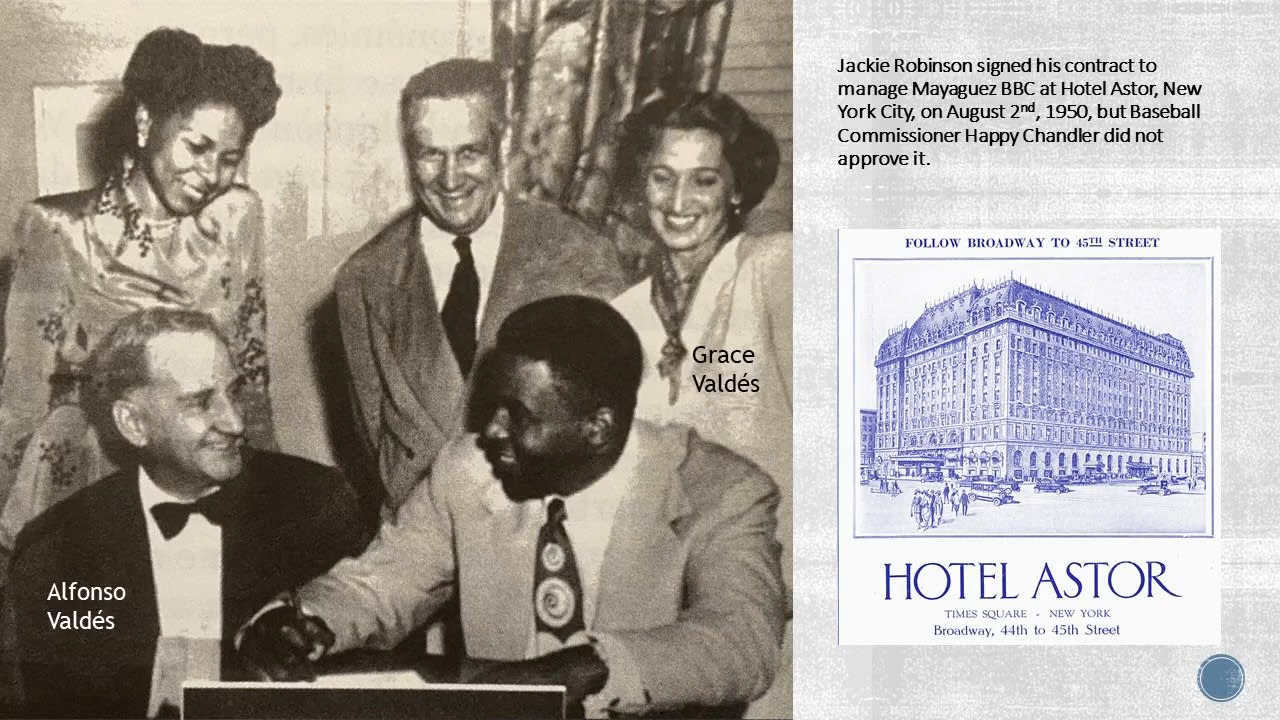 Jackie Robinson signed his contract to
manage Mayaguez BBC at Hotel Astor, New
York City, on August 2nd, 1950, but Baseball
Commissioner Happy Chandler did not
approve it.
Grace
Valdés
Alfonso
Valdés
FOLLOW BROADWAY TO 45TH STREET
HOTEL ASTOR
TIMES SQUARE - NEW YORK
Broadway, 44th to 45th Street